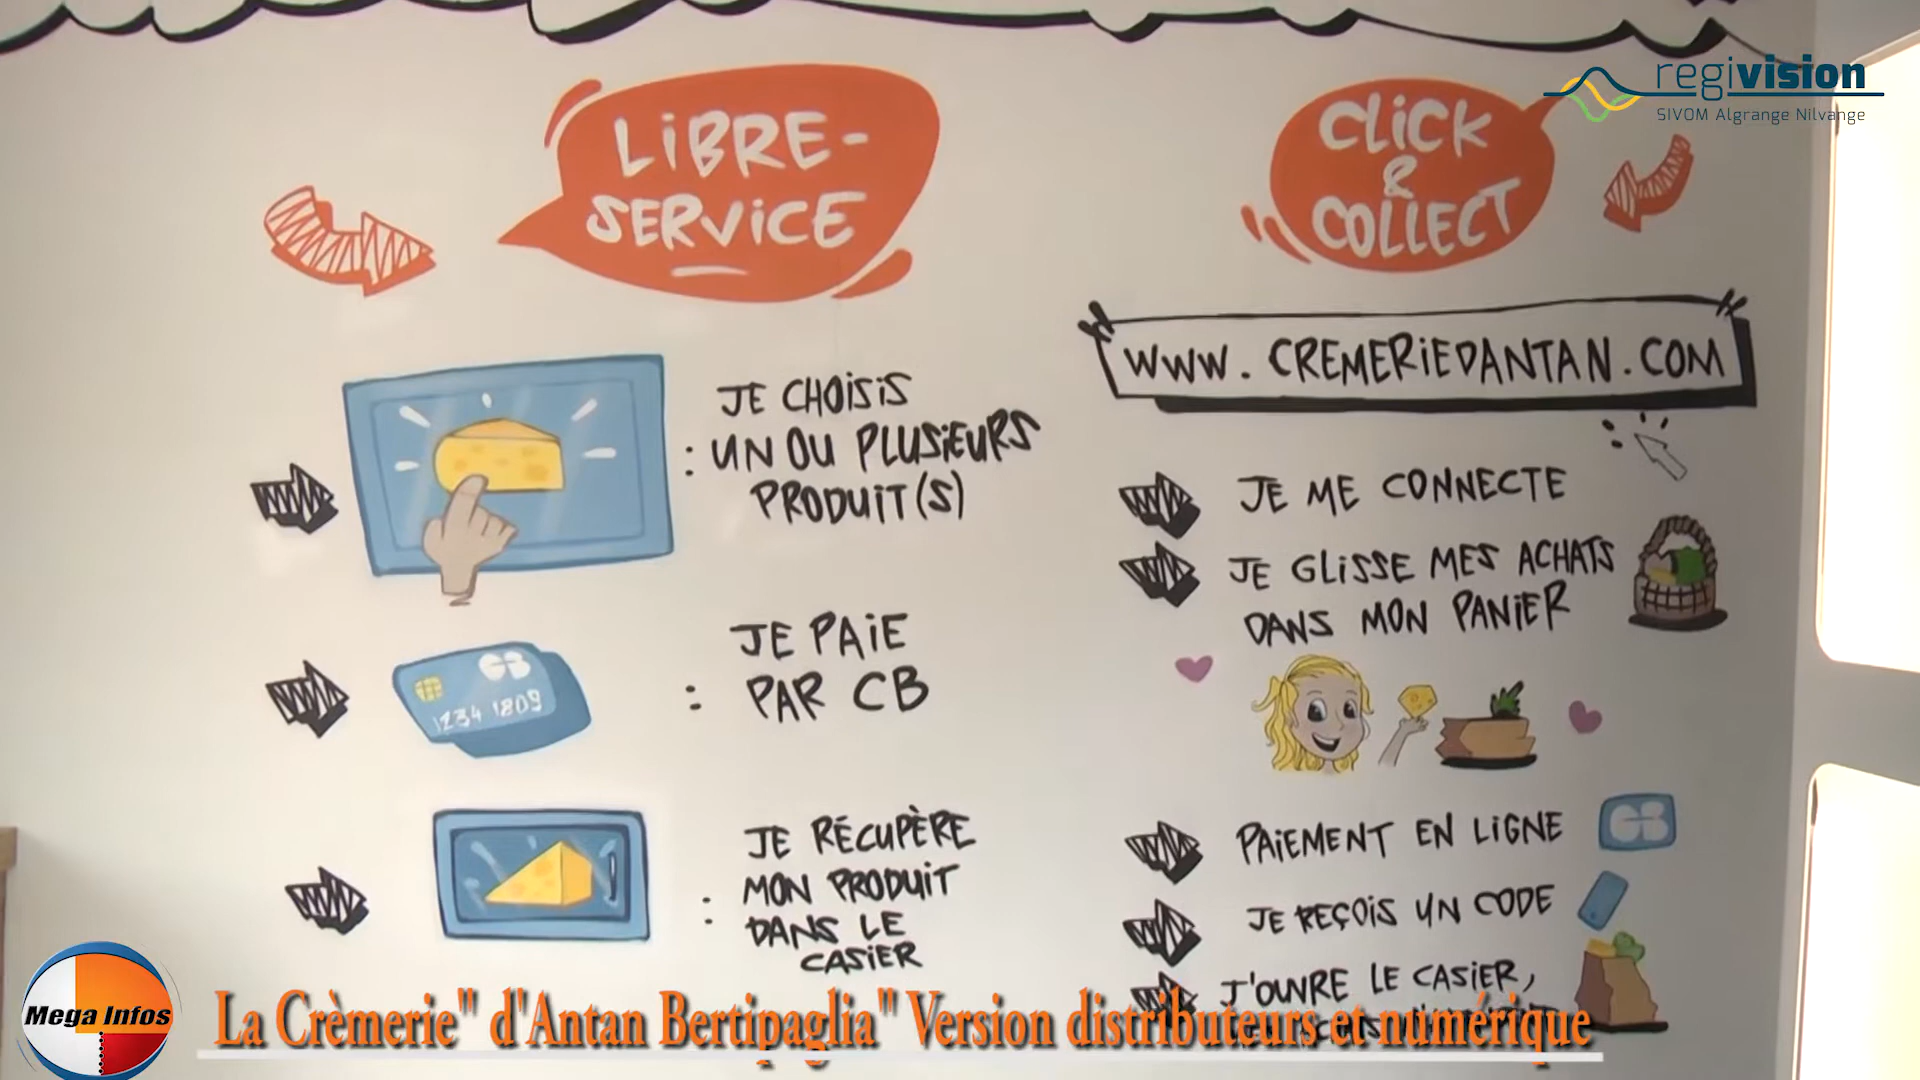 regivision
SIVOM Algrange Nilvange
LIBRE-
SERVICE
JE CHOISIS
: UN OU PLUSIEURS
PRODUIT(S)
1234 1809
CB
JE PAIE
: PAR CB
JE RÉCUPÈRE
MON PRODUIT
: DANS LE
CASIER
CLICK
&
COLLECT
WWW.CREMERIEDANTAN.COM
JE ME CONNECTE
JE GLISSE MES ACHATS
DANS MON PANIER
PAIEMENT EN LIGNE
CB
JE REÇOIS UN CODE
J'OUVRE LE CASIER,
Mega Infos
La Crèmerie" d'Antan Bertipaglia" Version distributeurs et numérique